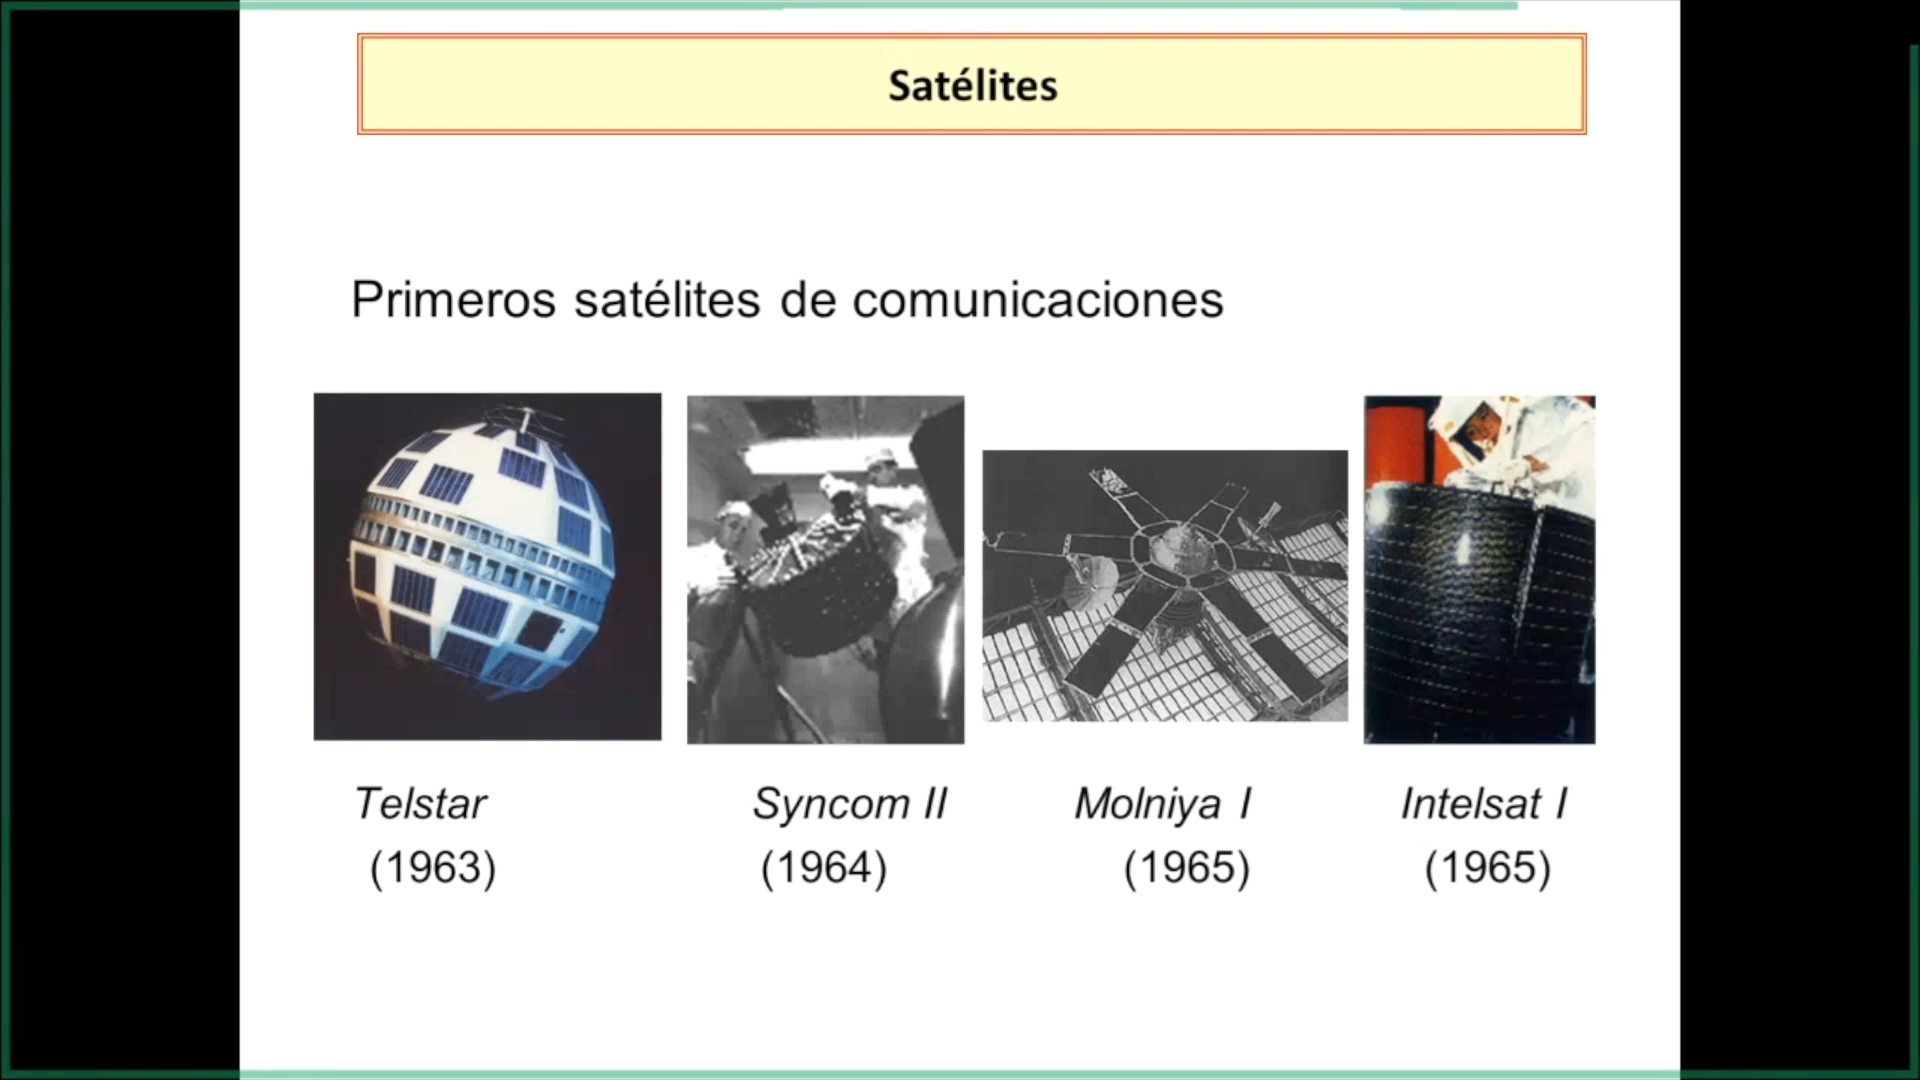 Satélites
Primeros satélites de comunicaciones
Telstar Syncom II Molniya I Intelsat I
(1963) (1964) (1965) (1965)